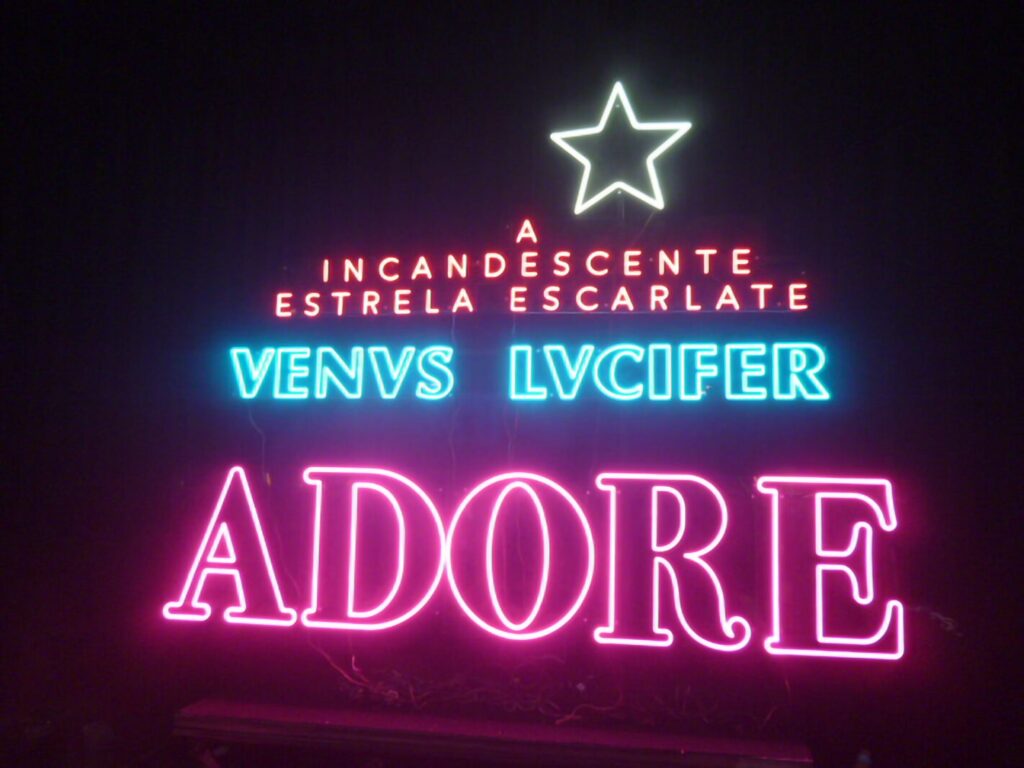 A
INCANDESCENTE
ESTRELA ESCARLATE
VENVS LVCIFER
ADORE